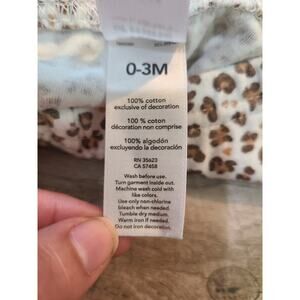 0-3M
100% cotton
exclusive of decoration
100 % coton
décoration non comprise
100% algodón
excluyendo la decoración
RN 35623
CA 57458
Wash before use.
Turn garment inside out.
Machine wash cold with
like colors.
Use only non-chlorine
bleach when needed.
Tumble dry medium.
Warm iron if needed.
Do not iron decoration.